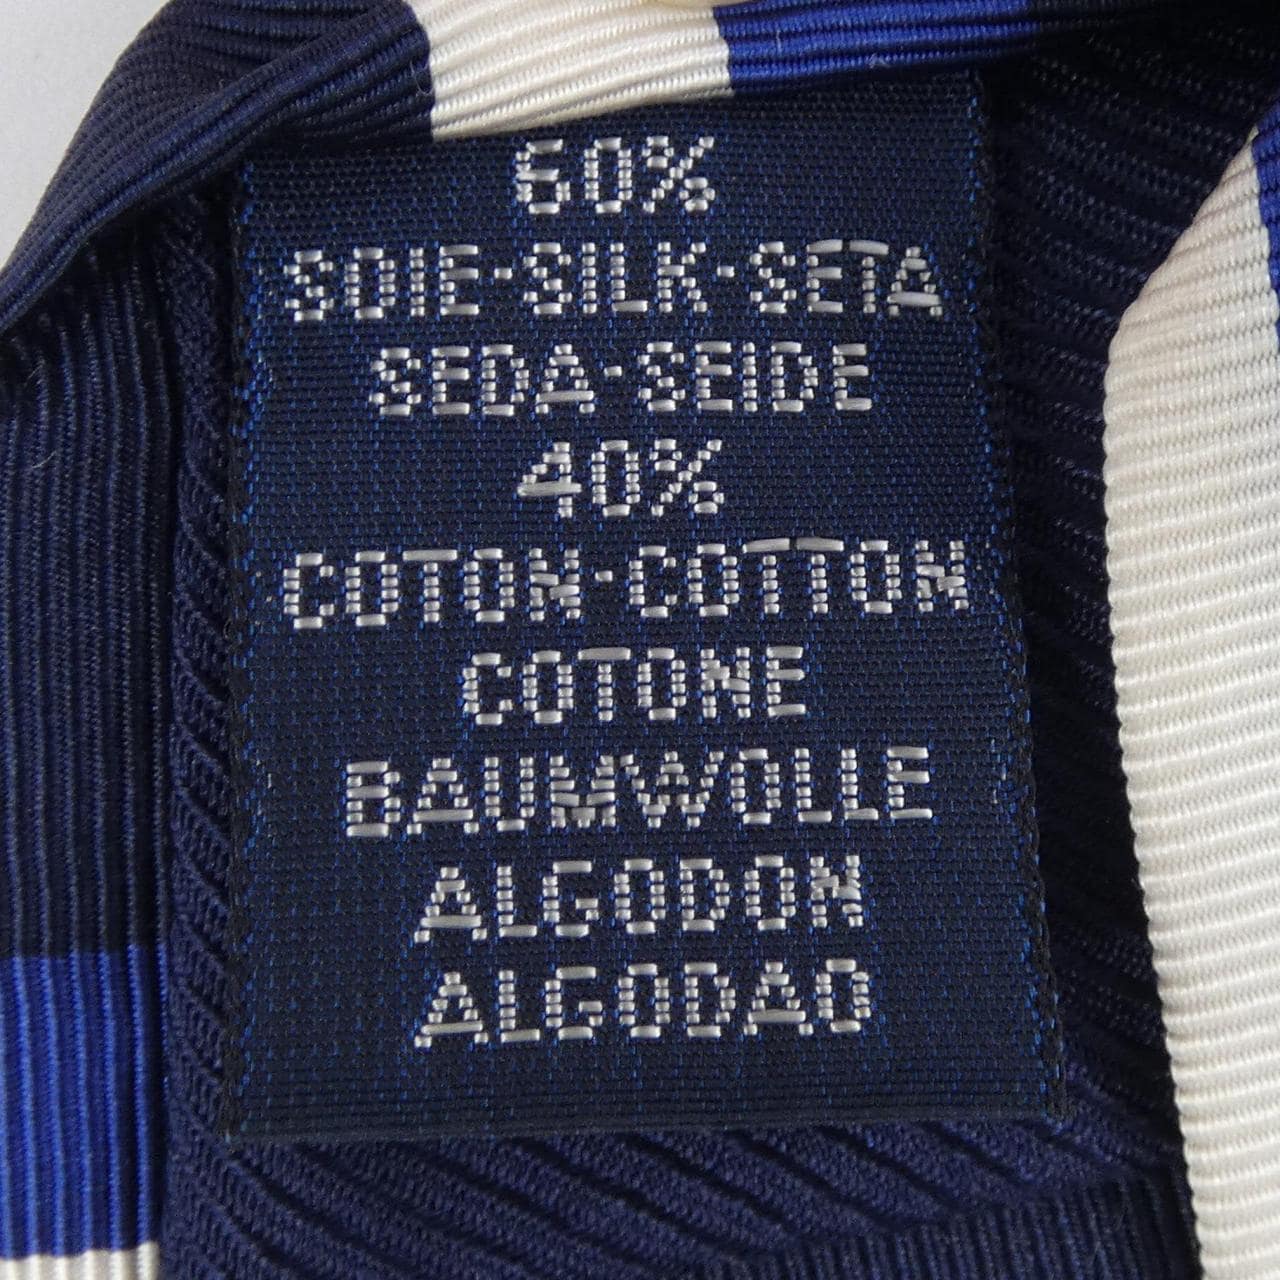 60%
SOIE-SILK-SETA
SEDA-SEIDE
40%
COTON-COTTON
COTONE
BAUMWOLLE
ALGODON
ALGODAO